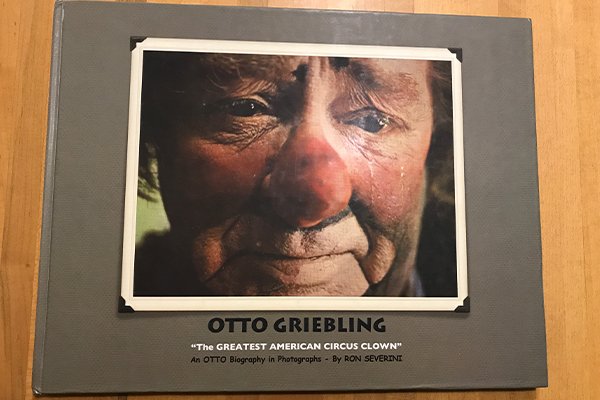 OTTO GRIEBLING
“The GREATEST AMERICAN CIRCUS CLOWN”
An OTTO Biography in Photographs - By RON SEVERINI